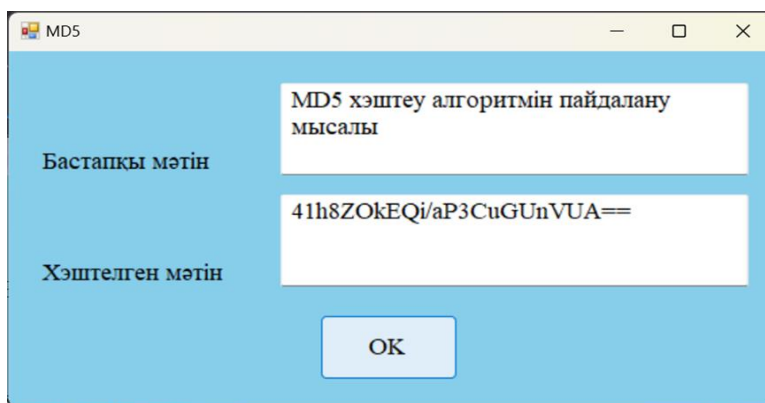 MD5
MD5 хэштеу алгоритмін пайдалану
мысалы
Бастапқы мәтін
41h8ZOkEQi/aP3CuGUnVUA==
Хэштелген мәтін
OK